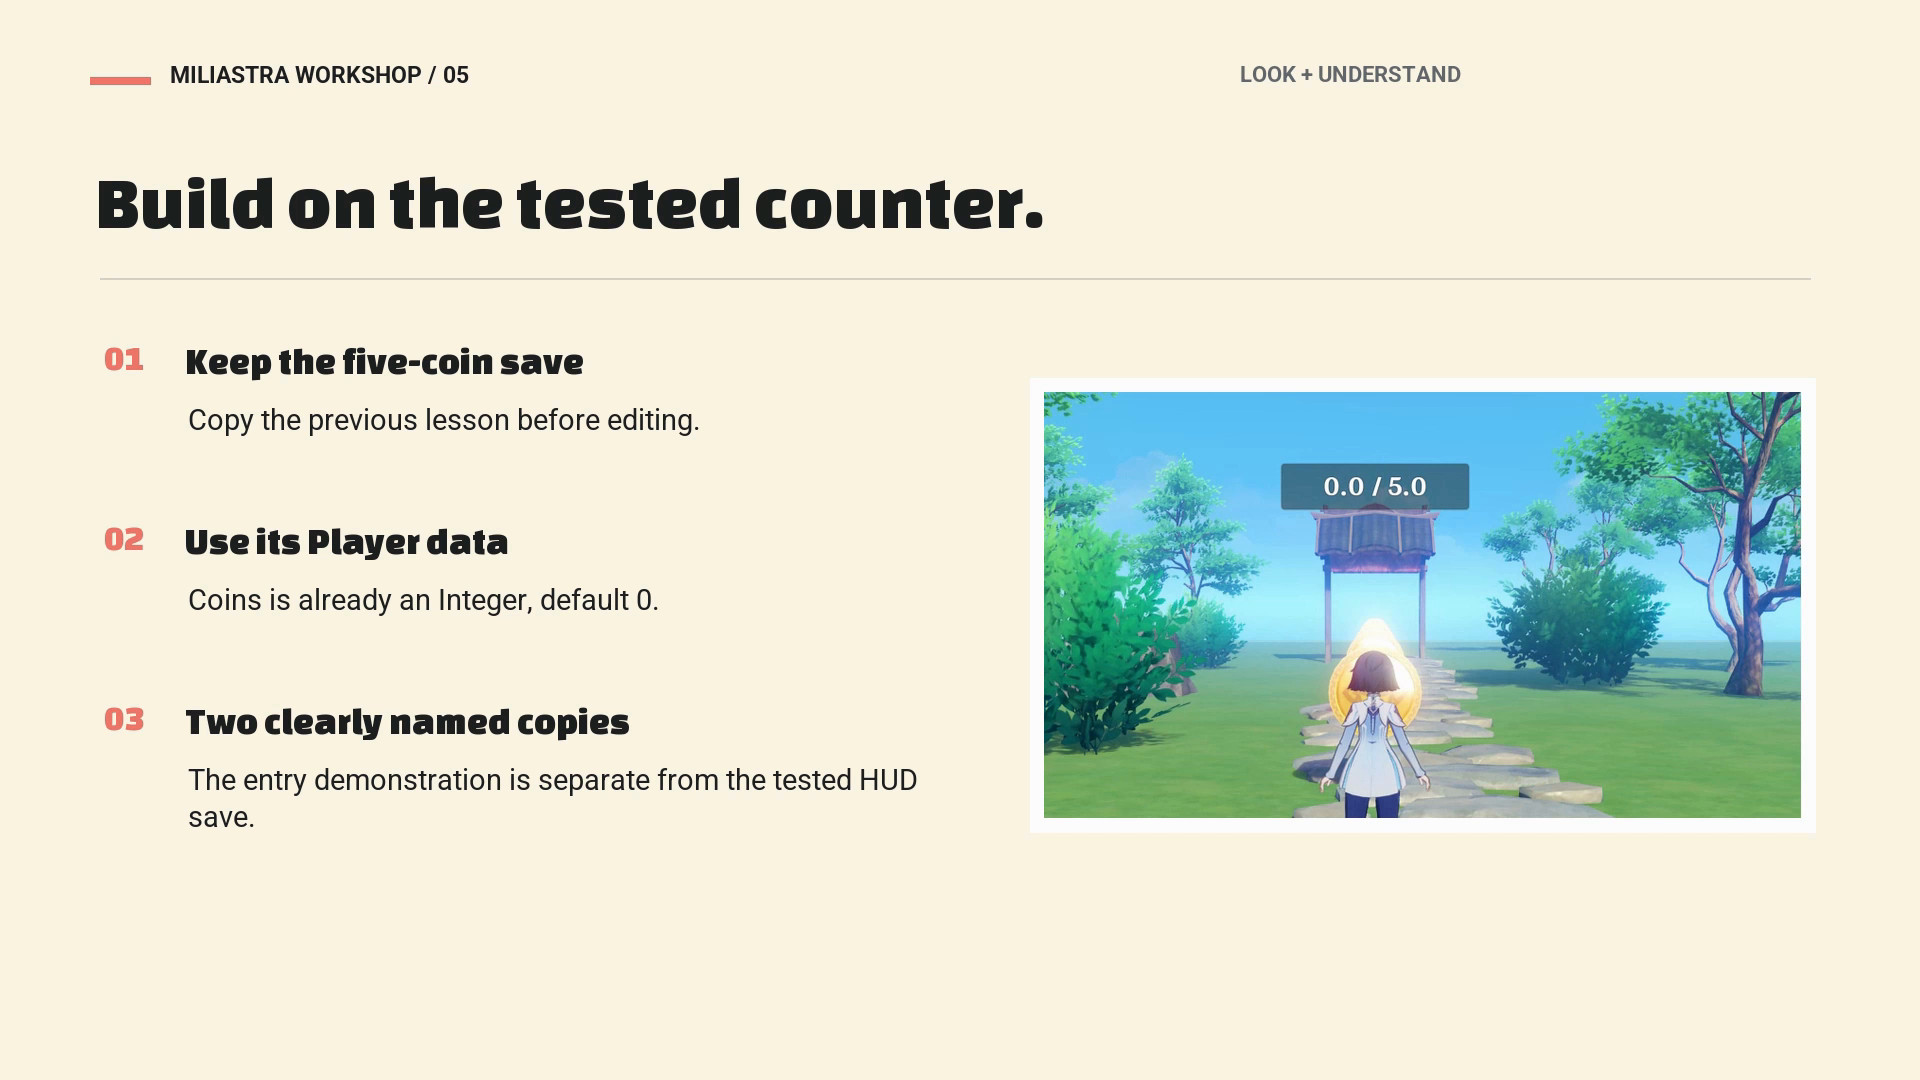 MILIASTRA WORKSHOP / 05
LOOK + UNDERSTAND
Build on the tested counter.
01
Keep the five-coin save
Copy the previous lesson before editing.
02
Use its Player data
Coins is already an Integer, default 0.
03
Two clearly named copies
The entry demonstration is separate from the tested HUD
save.
0.0 / 5.0